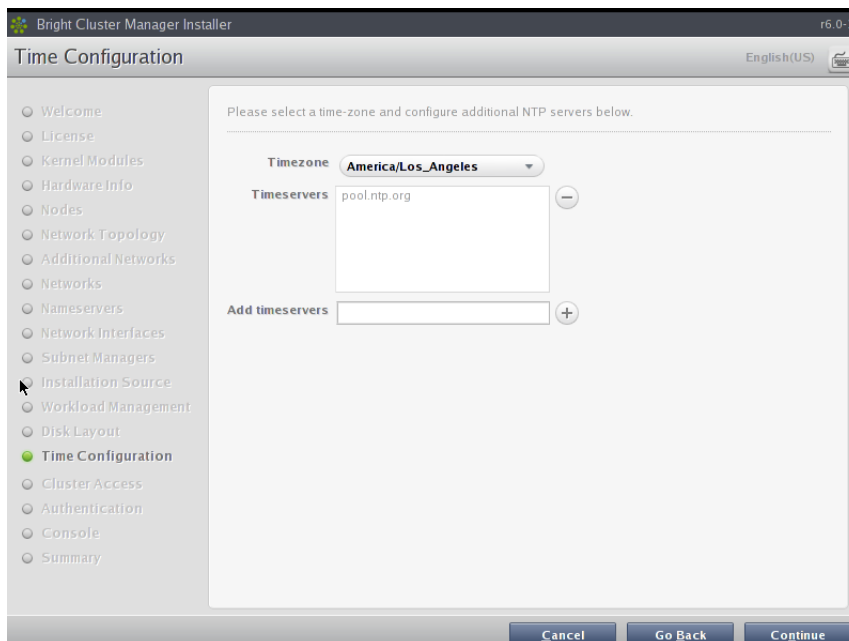 Bright Cluster Manager Installer
r6.0-
Time Configuration
English(US)
Welcome
License
Kernel Modules
Hardware Info
Nodes
Network Topology
Additional Networks
Networks
Nameservers
Network Interfaces
Subnet Managers
Installation Source
Workload Management
Disk Layout
Time Configuration
Cluster Access
Authentication
Console
Summary
Please select a time-zone and configure additional NTP servers below.
Timezone America/Los_Angeles
Timeservers pool.ntp.org
Add timeservers
Cancel Go Back Continue